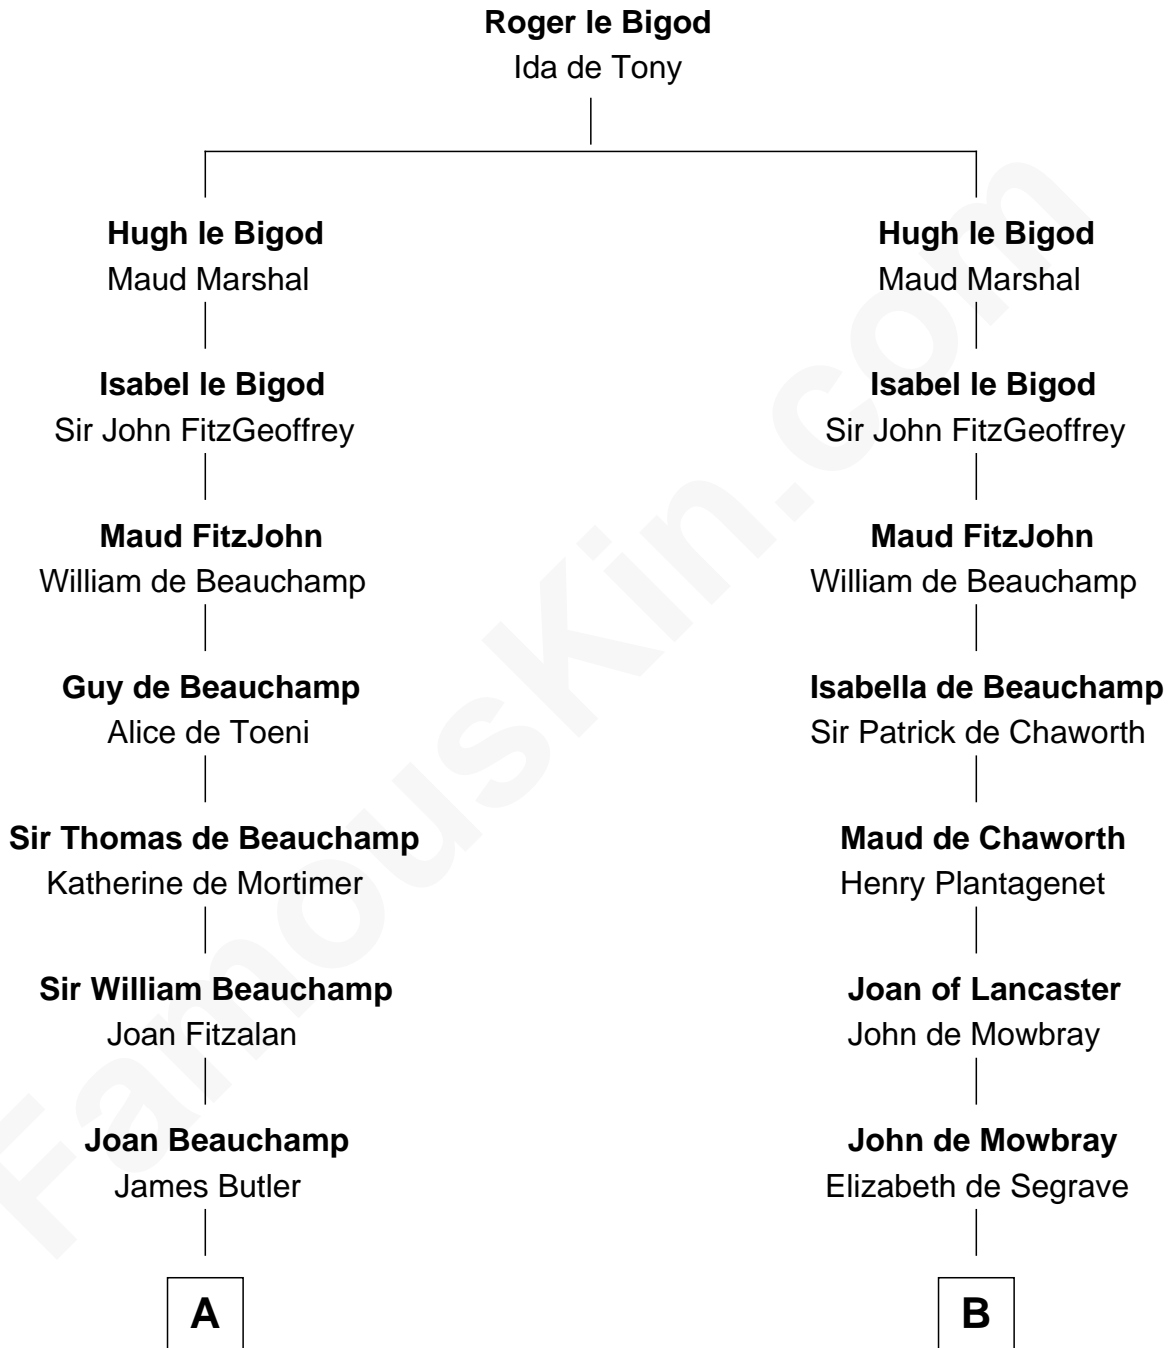 Roger le Bigod
Ida de Tony
Hugh le Bigod
Maud Marshal
Isabel le Bigod
Sir John FitzGeoffrey
Maud FitzJohn
William de Beauchamp
Guy de Beauchamp
Alice de Toeni
Sir Thomas de Beauchamp
Katherine de Mortimer
Sir William Beauchamp
Joan Fitzalan
Joan Beauchamp
James Butler
A
Hugh le Bigod
Maud Marshal
Isabel le Bigod
Sir John FitzGeoffrey
Maud FitzJohn
William de Beauchamp
Isabella de Beauchamp
Sir Patrick de Chaworth
Maud de Chaworth
Henry Plantagenet
Joan of Lancaster
John de Mowbray
John de Mowbray
Elizabeth de Segrave
B
FamousKin.com